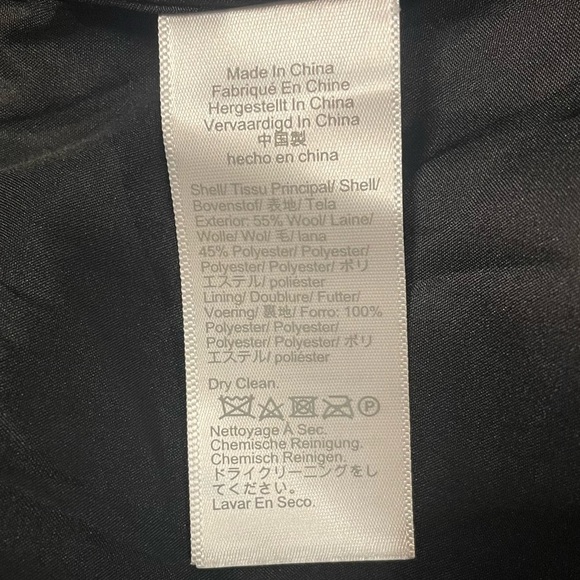 Made In China
Fabriqué En Chine
Hergestellt In China
Vervaardigd In China
中国製
hecho en china
Shell/ Tissu Principal/ Shell/
Bovenstof/ 表地/ Tela
Exterior: 55% Wool/ Laine/
Wolle/ Wol/ 毛/ lana
45% Polyester/ Polyester/
Polyester/ Polyester/ ポリ
エステル/ poliéster
Lining/ Doublure/ Futter/
Voering/ 裏地/ Forro: 100%
Polyester/ Polyester/
Polyester/ Polyester/ ポリ
エステル/ poliéster
Dry Clean.
P
Nettoyage À Sec.
Chemische Reinigung.
Chemisch Reinigen.
ドライクリーニングをし
てください.
Lavar En Seco.